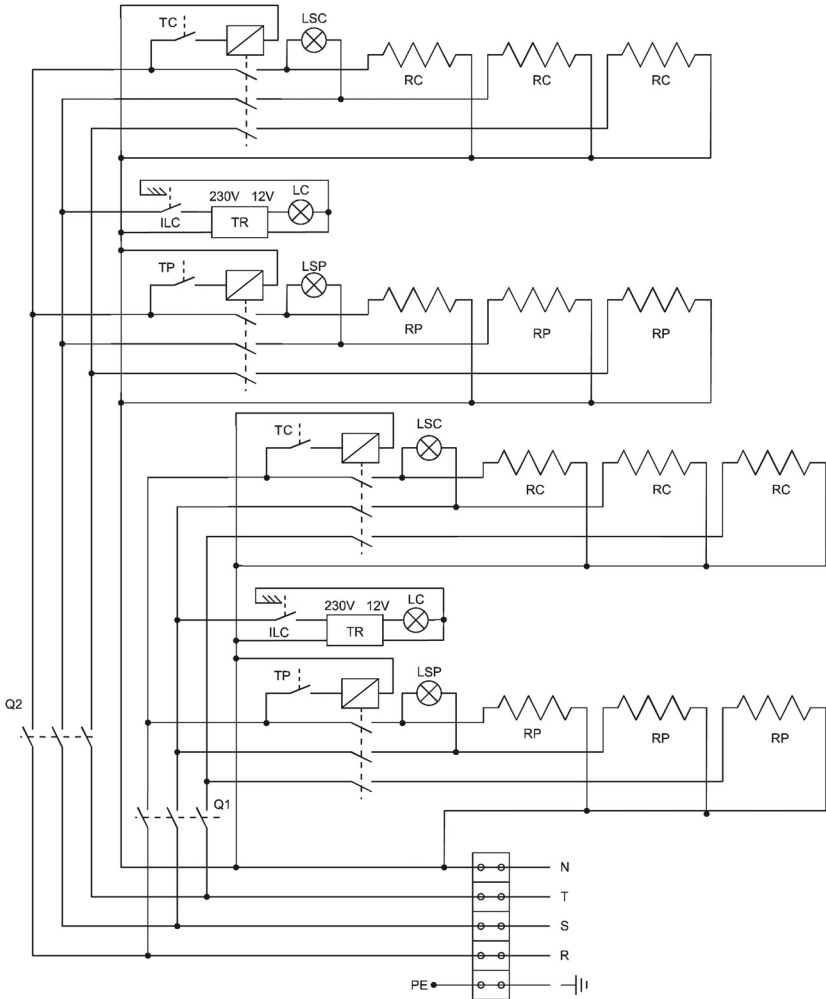 TC LSC
RC RC RC
230V 12V LC
ILC TR
TP LSP
RP RP RP
TC LSC
RC RC RC
230V 12V LC
ILC TR
TP LSP
Q2
RP RP RP
Q1
N
T
S
R
PE